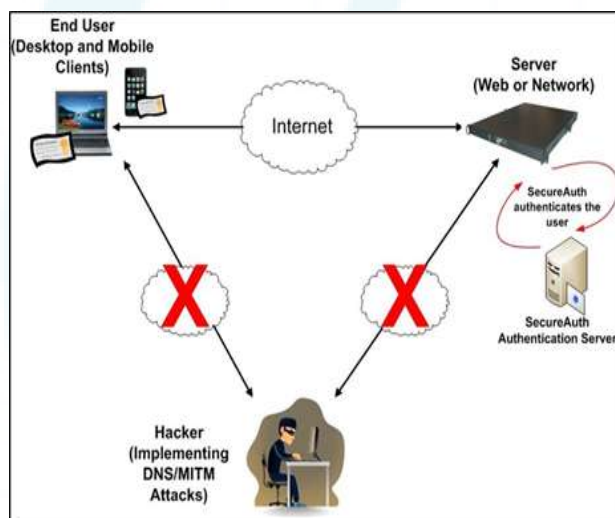 End User
(Desktop and Mobile
Clients)
Server
(Web or Network)
Internet
SecureAuth
authenticates the
user
X
X
SecureAuth
Authentication Server
Hacker
(Implementing
DNS/MITM
Attacks)